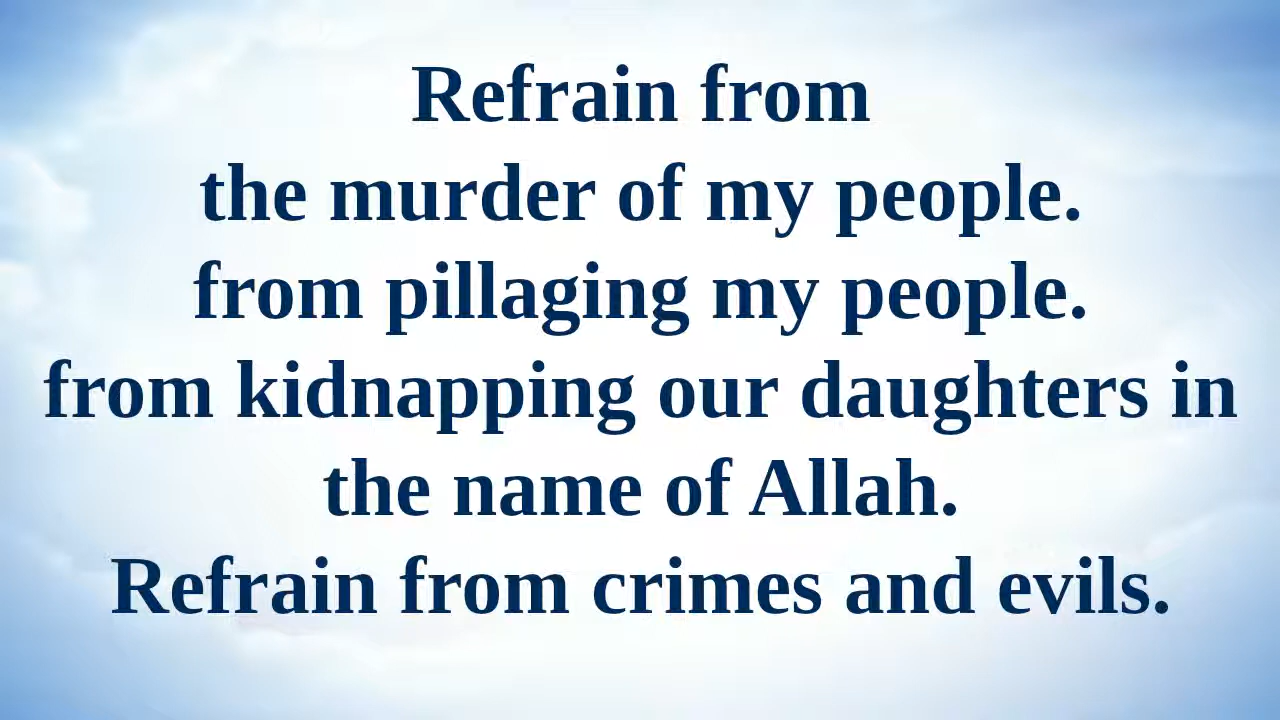 Refrain from
the murder of my people.
from pillaging my people.
from kidnapping our daughters in
the name of Allah.
Refrain from crimes and evils.